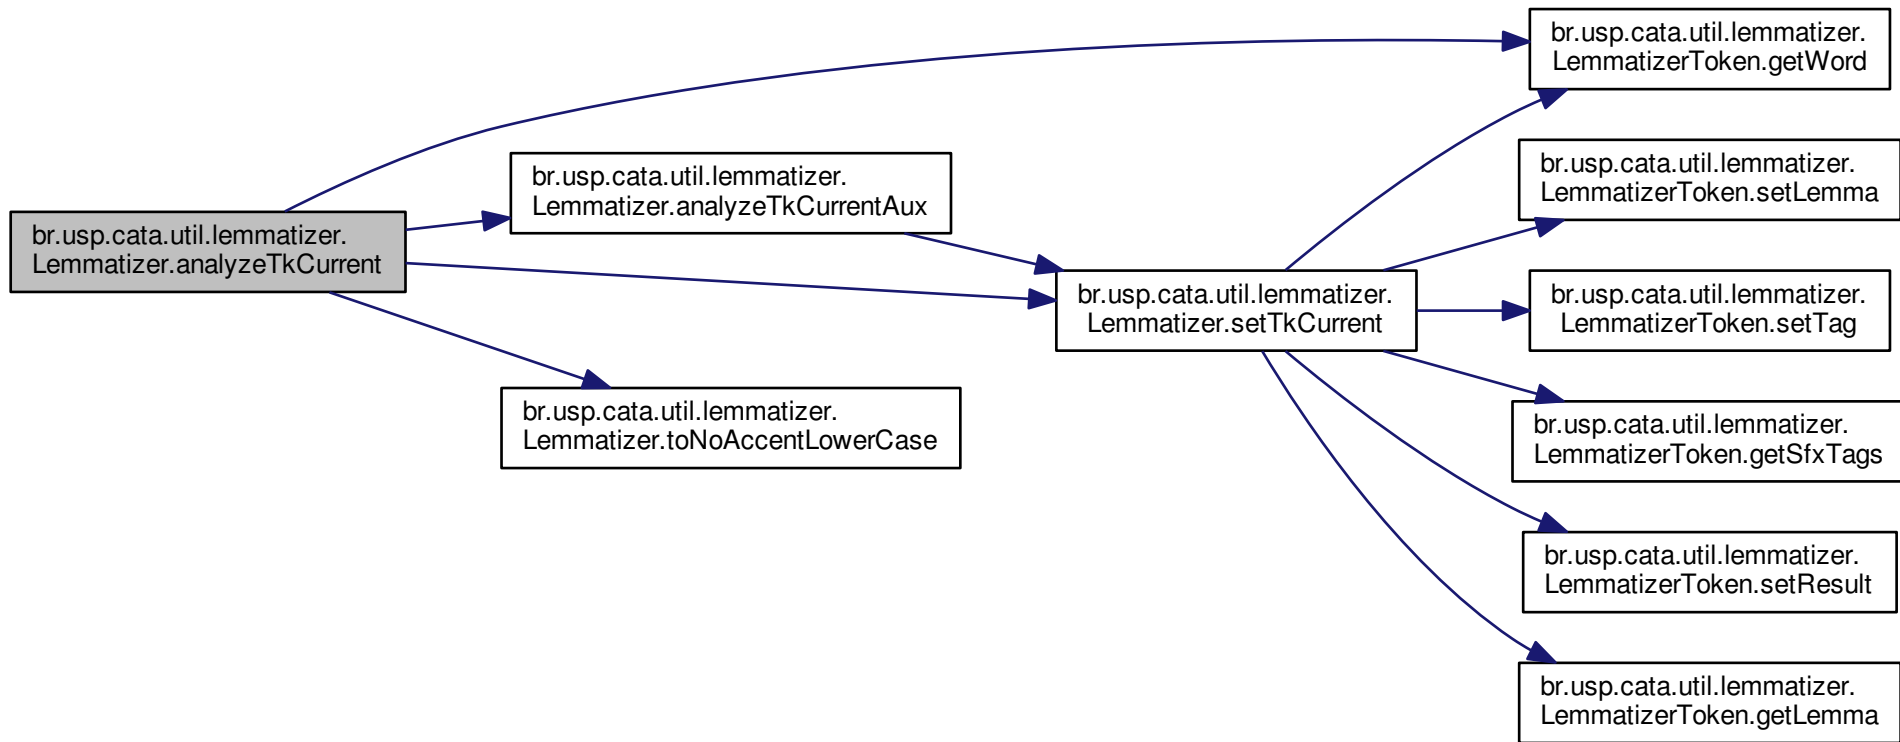 br.usp.cata.util.lemmatizer.
Lemmatizer.analyzeTkCurrent
br.usp.cata.util.lemmatizer.
Lemmatizer.analyzeTkCurrentAux
br.usp.cata.util.lemmatizer.
Lemmatizer.toNoAccentLowerCase
br.usp.cata.util.lemmatizer.
Lemmatizer.setTkCurrent
br.usp.cata.util.lemmatizer.
LemmatizerToken.getWord
br.usp.cata.util.lemmatizer.
LemmatizerToken.setLemma
br.usp.cata.util.lemmatizer.
LemmatizerToken.setTag
br.usp.cata.util.lemmatizer.
LemmatizerToken.getSfxTags
br.usp.cata.util.lemmatizer.
LemmatizerToken.setResult
br.usp.cata.util.lemmatizer.
LemmatizerToken.getLemma